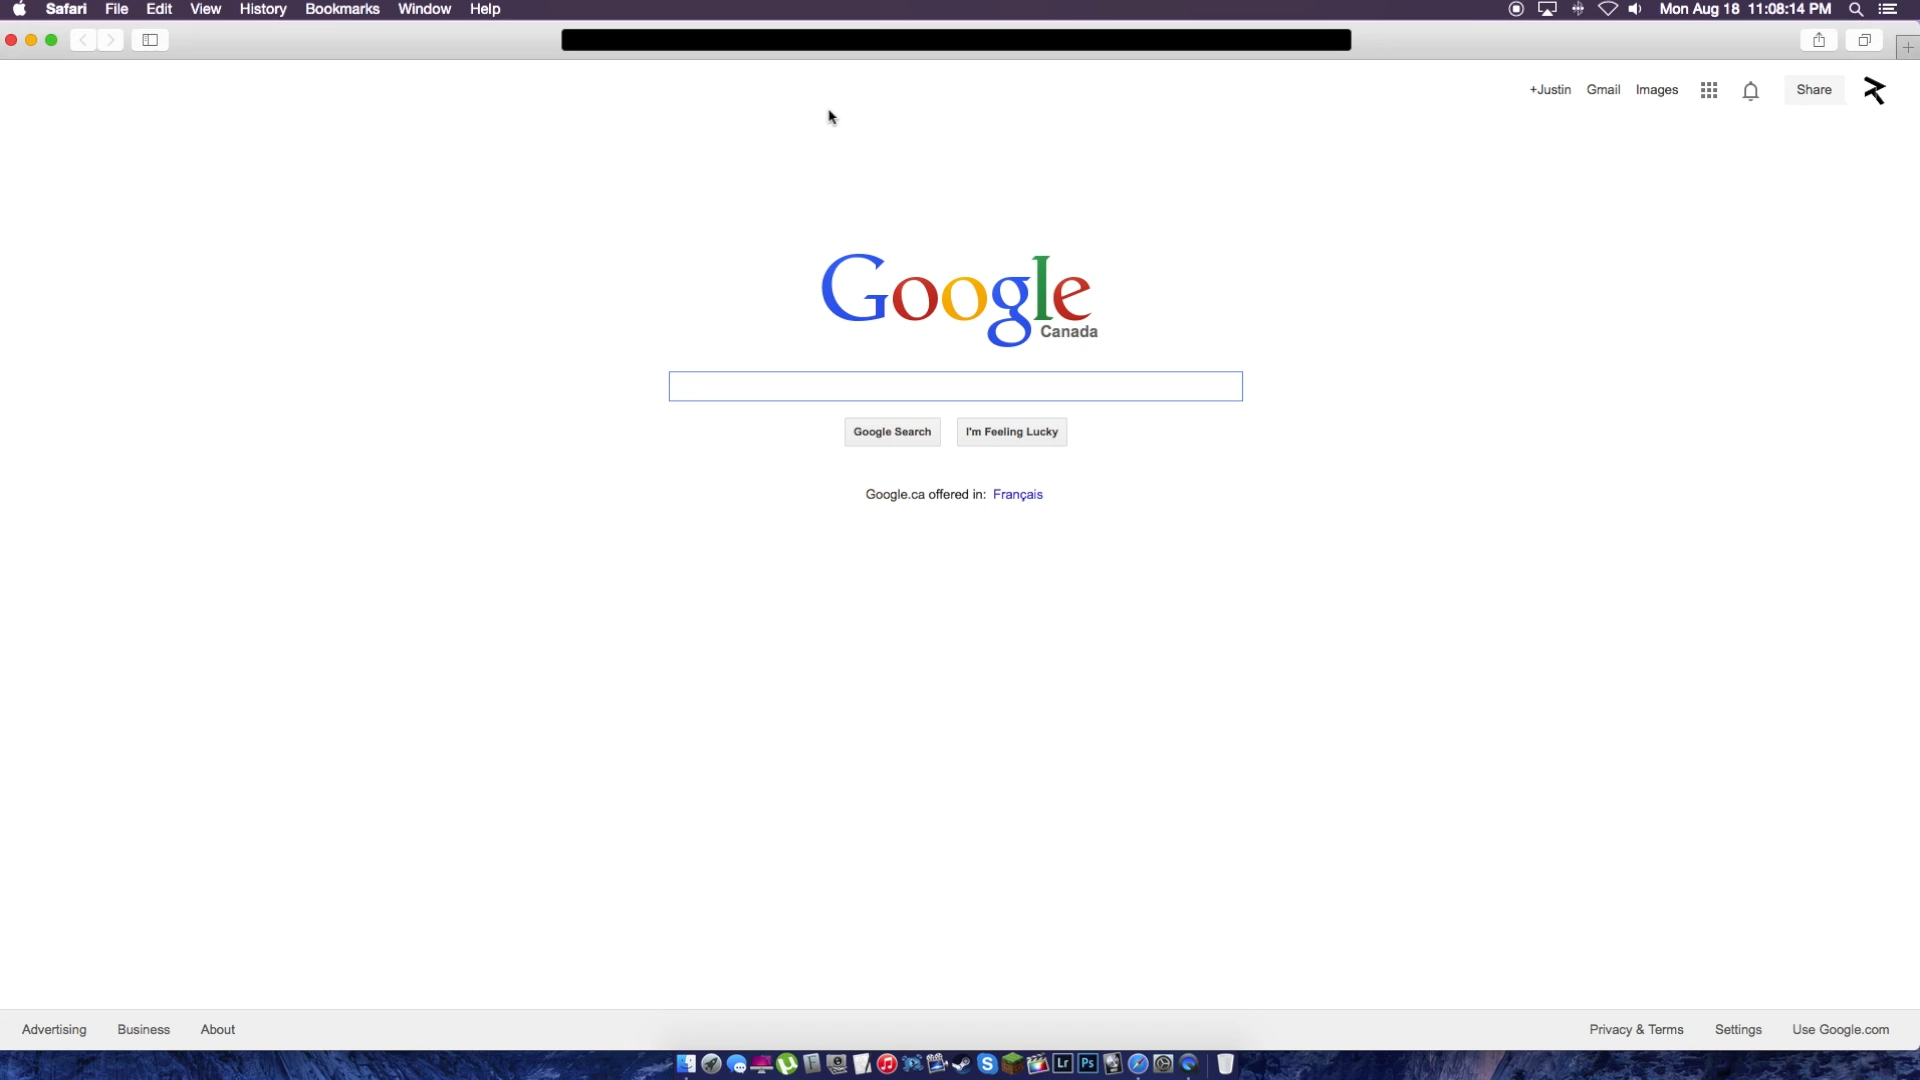 Safari File Edit View History Bookmarks Window Help Mon Aug 18 11:08:14 PM
+Justin Gmail Images Share
Google
Canada
Google Search I'm Feeling Lucky
Google.ca offered in: Français
Advertising Business About Privacy & Terms Settings Use Google.com
Lr Ps